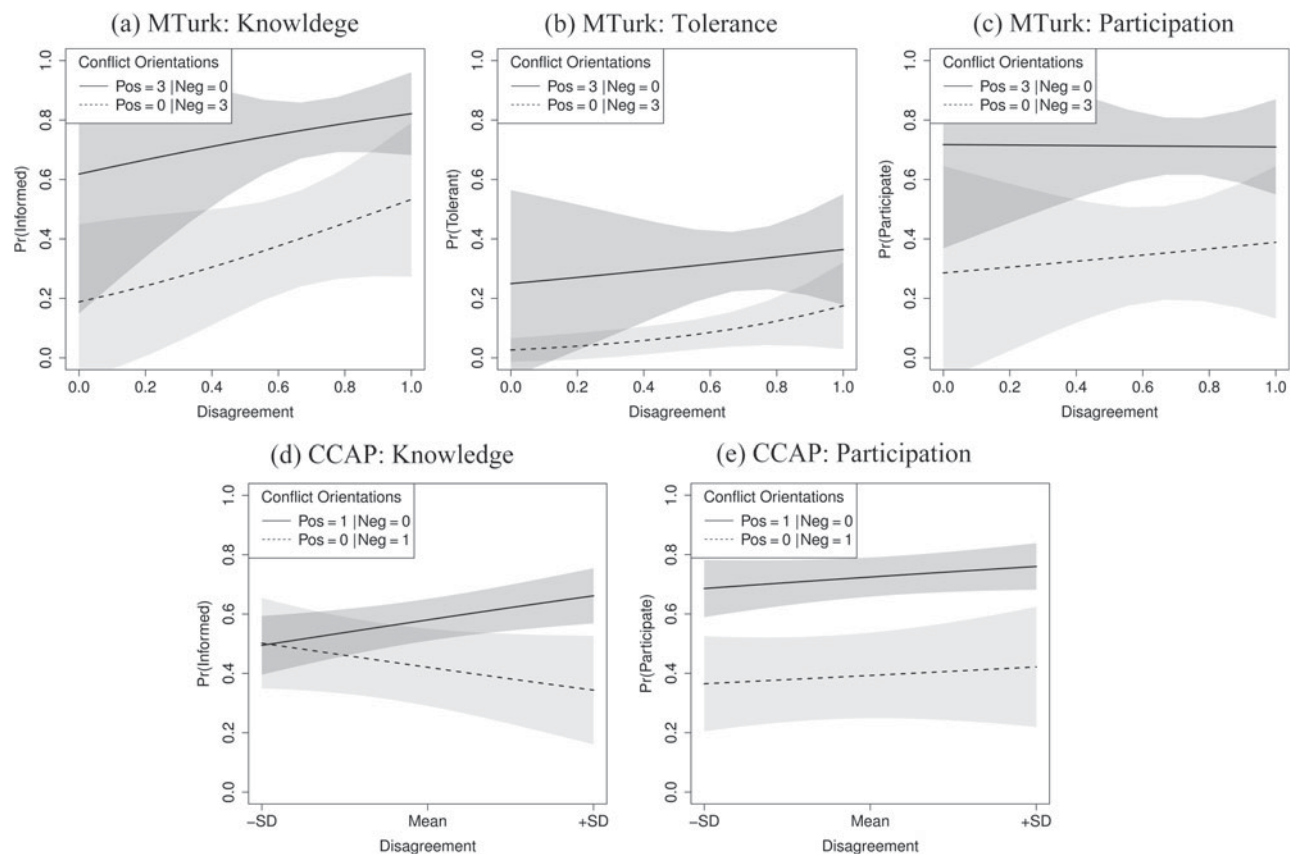 (a) MTurk: Knowldege
Conflict Orientations
Pos = 3 |Neg = 0
Pos = 0 |Neg = 3
Pr(Informed)
0.0 0.2 0.4 0.6 0.8 1.0
0.0 0.2 0.4 0.6 0.8 1.0
Disagreement
(b) MTurk: Tolerance
Conflict Orientations
Pos = 3 |Neg = 0
Pos = 0 |Neg = 3
Pr(Tolerant)
0.0 0.2 0.4 0.6 0.8 1.0
0.0 0.2 0.4 0.6 0.8 1.0
Disagreement
(c) MTurk: Participation
Conflict Orientations
Pos = 3 |Neg = 0
Pos = 0 |Neg = 3
Pr(Participate)
0.0 0.2 0.4 0.6 0.8 1.0
0.0 0.2 0.4 0.6 0.8 1.0
Disagreement
(d) CCAP: Knowledge
Conflict Orientations
Pos = 1 |Neg = 0
Pos = 0 |Neg = 1
Pr(Informed)
0.0 0.2 0.4 0.6 0.8 1.0
−SD Mean +SD
Disagreement
(e) CCAP: Participation
Conflict Orientations
Pos = 1 |Neg = 0
Pos = 0 |Neg = 1
Pr(Participate)
0.0 0.2 0.4 0.6 0.8 1.0
−SD Mean +SD
Disagreement